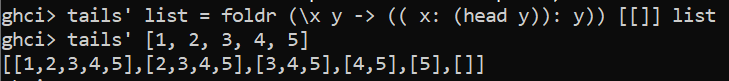 ghci> tails' list = foldr (\x y -> (( x: (head y)): y)) [[]] list
ghci> tails' [1, 2, 3, 4, 5]
[[1,2,3,4,5],[2,3,4,5],[3,4,5],[4,5],[5],[]]